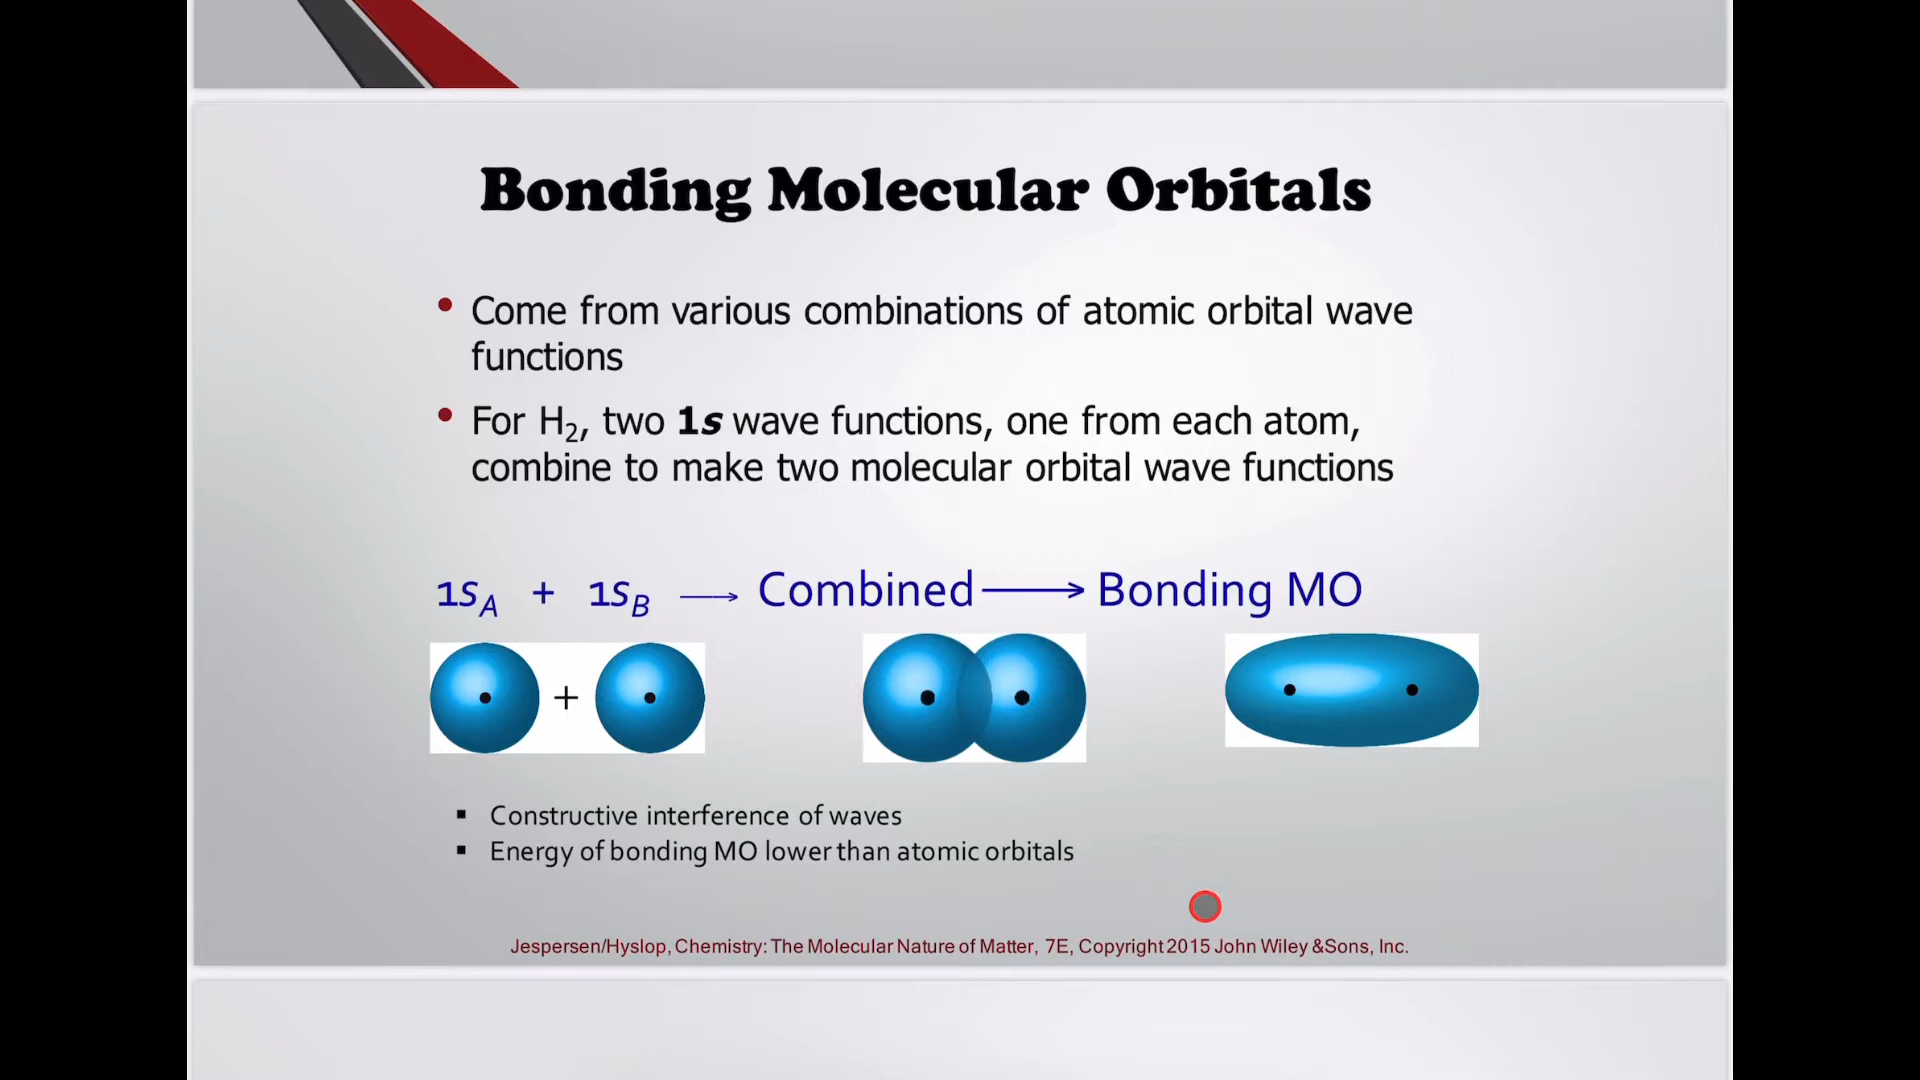 Bonding Molecular Orbitals
• Come from various combinations of atomic orbital wave
functions
• For H₂, two 1s wave functions, one from each atom,
combine to make two molecular orbital wave functions
1s_A + 1s_B ⟶ Combined ⟶ Bonding MO
+
▪ Constructive interference of waves
▪ Energy of bonding MO lower than atomic orbitals
Jespersen/Hyslop, Chemistry: The Molecular Nature of Matter, 7E, Copyright 2015 John Wiley &Sons, Inc.